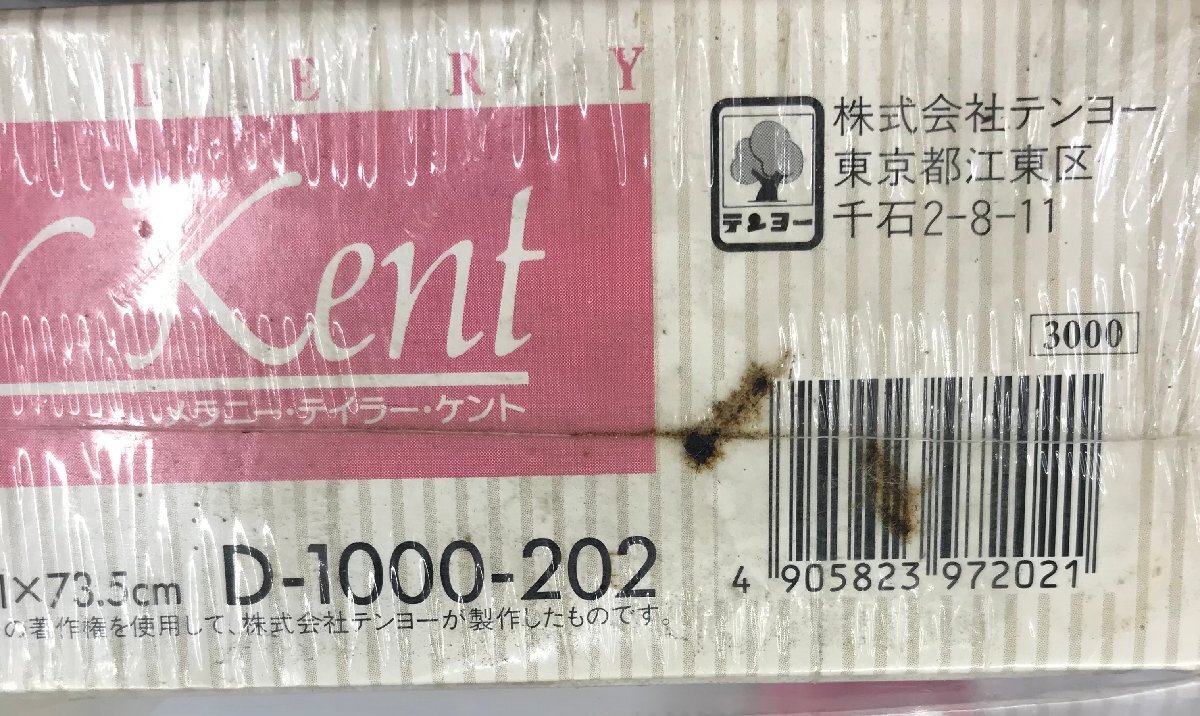 L E R Y
Kent
メラニー・テイラー・ケント
×73.5cm D-1000-202
の著作権を使用して、株式会社テンヨーが製作したものです。
テンヨー
株式会社テンヨー
東京都江東区
千石2-8-11
3000
4 905823 972021